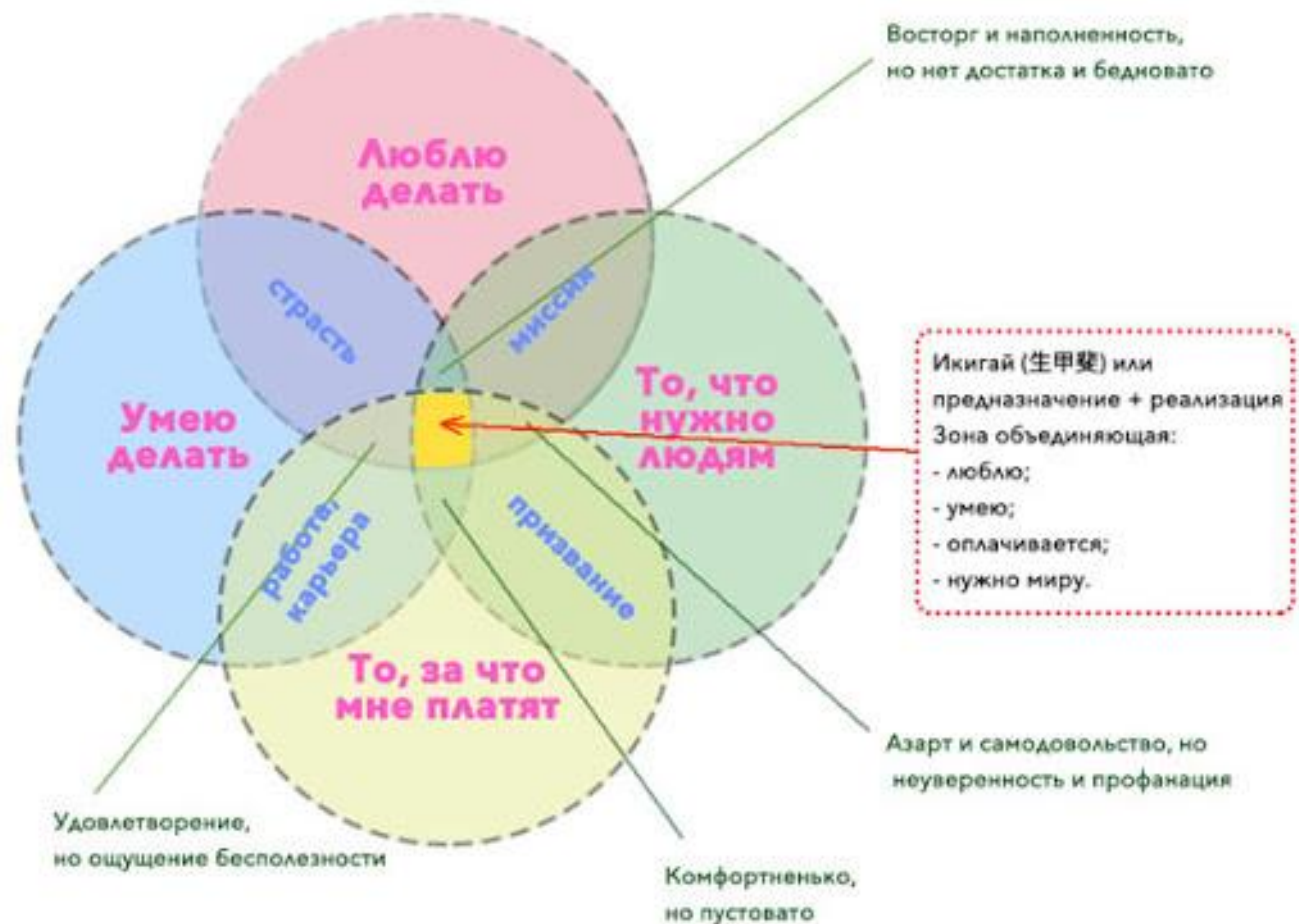 Восторг и наполненность,
но нет достатка и бедновато
Люблю
делать
страсть
миссия
Умею
делать
То, что
нужно
людям
Икигай (生甲斐) или
предназначение + реализация
Зона объединяющая:
- люблю;
- умею;
- оплачивается;
- нужно миру.
работа,
карьера
призвание
То, за что
мне платят
Азарт и самодовольство, но
неуверенность и профанация
Удовлетворение,
но ощущение бесполезности
Комфортненько,
но пустовато